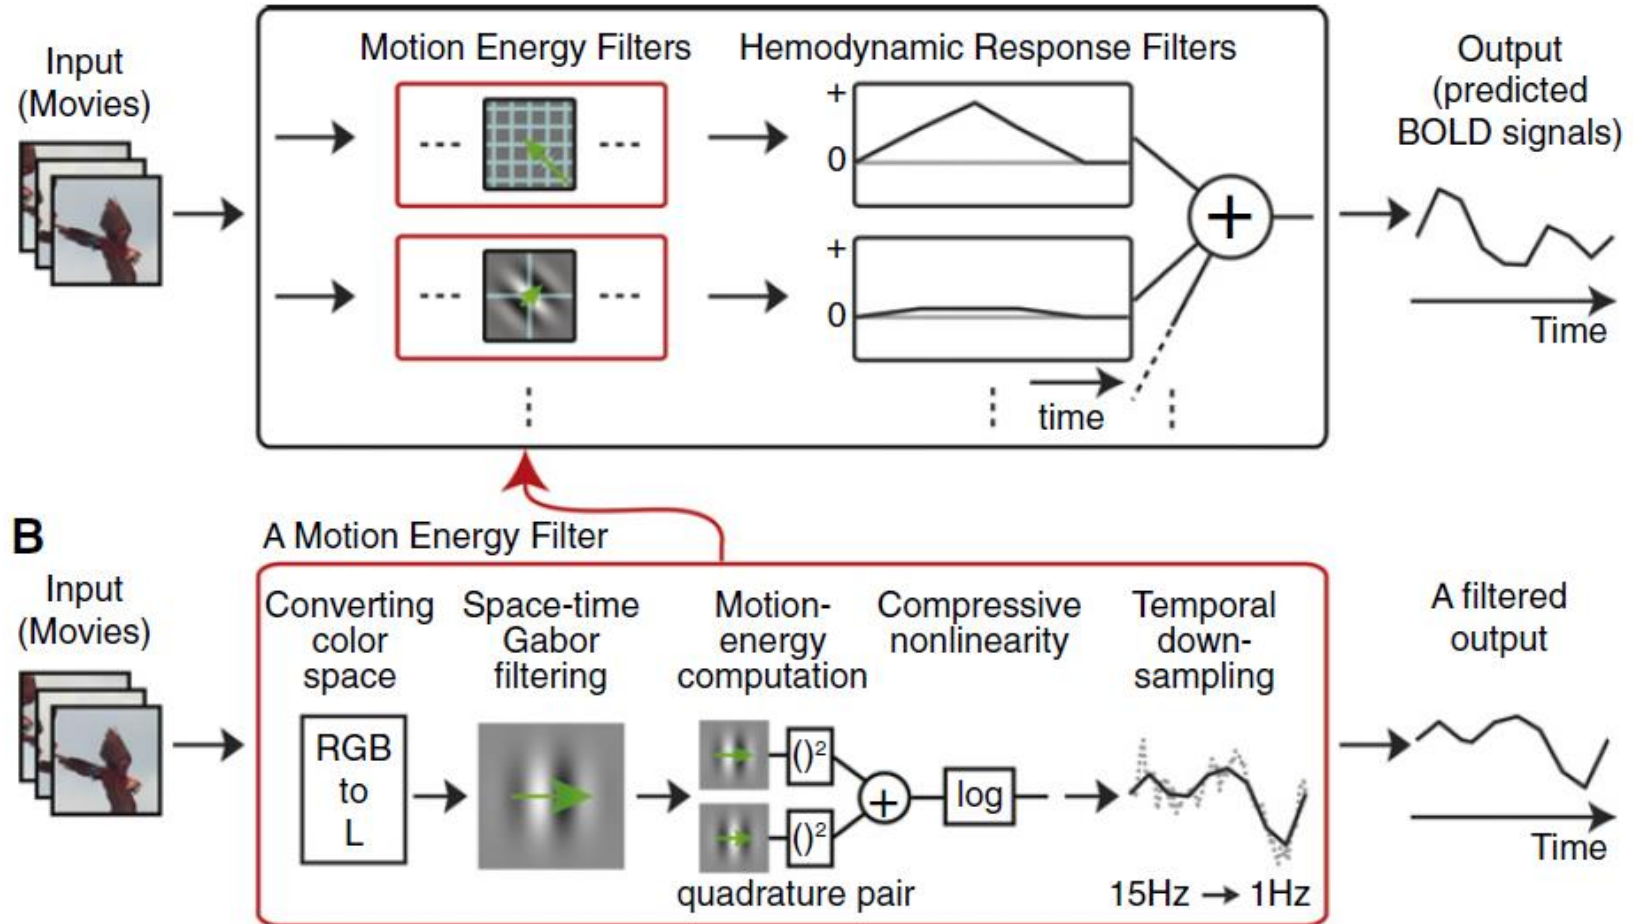 Input
(Movies)
Motion Energy Filters
Hemodynamic Response Filters
+
0
+
0
time
+
Output
(predicted
BOLD signals)
Time
B
A Motion Energy Filter
Input
(Movies)
Converting
color
space
RGB
to
L
Space-time
Gabor
filtering
Motion-
energy
computation
()²
()²
+
quadrature pair
Compressive
nonlinearity
log
Temporal
down-
sampling
15Hz → 1Hz
A filtered
output
Time